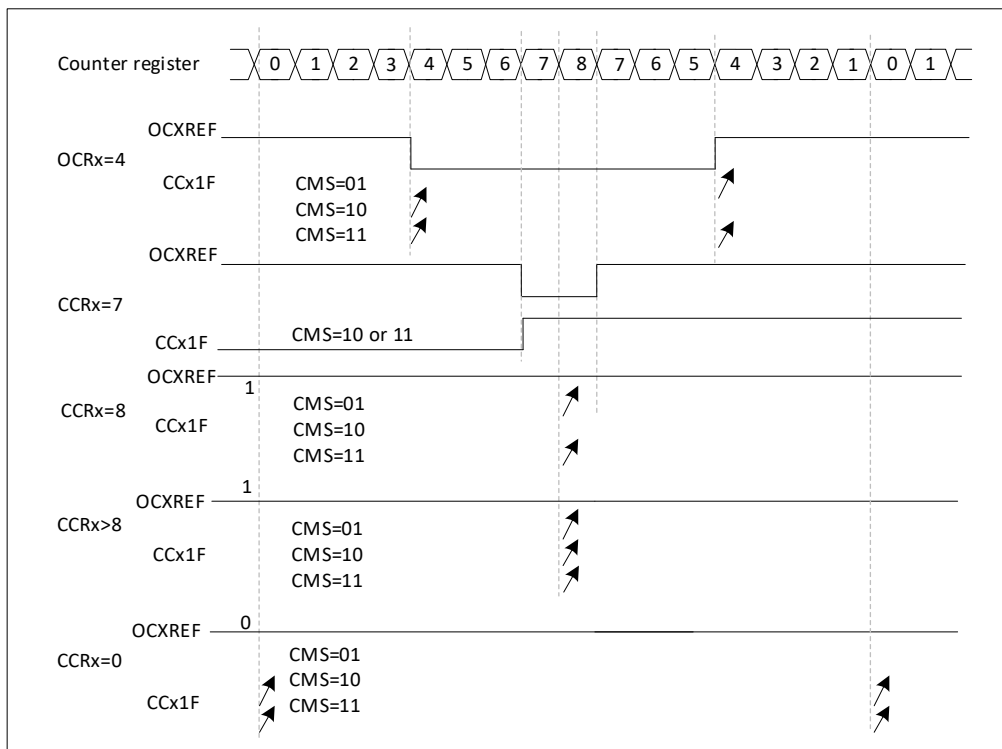 Counter register 0 1 2 3 4 5 6 7 8 7 6 5 4 3 2 1 0 1
OCXREF
OCRx=4
CCx1F
CMS=01
CMS=10
CMS=11
OCXREF
CCRx=7
CCx1F CMS=10 or 11
OCXREF 1
CCRx=8
CCx1F
CMS=01
CMS=10
CMS=11
OCXREF 1
CCRx>8
CCx1F
CMS=01
CMS=10
CMS=11
OCXREF 0
CCRx=0
CCx1F
CMS=01
CMS=10
CMS=11